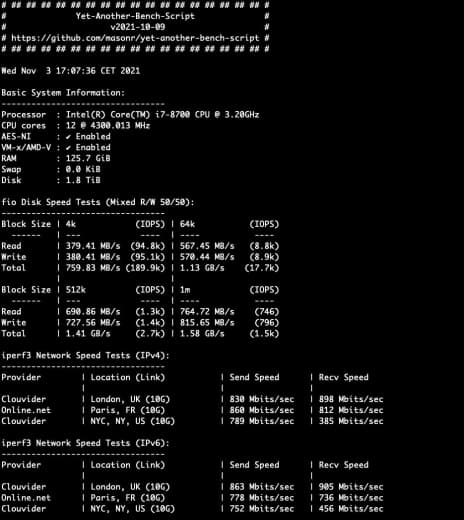 # ## ## ## ## ## ## ## ## ## ## ## ## ## ## ## ## ## #
#              Yet-Another-Bench-Script              #
#                     v2021-10-09                    #
# https://github.com/masonr/yet-another-bench-script #
# ## ## ## ## ## ## ## ## ## ## ## ## ## ## ## ## ## #
Wed Nov  3 17:07:36 CET 2021
Basic System Information:
---------------------------------
Processor  : Intel(R) Core(TM) i7-8700 CPU @ 3.20GHz
CPU cores  : 12 @ 4300.013 MHz
AES-NI     : ✔ Enabled
VM-x/AMD-V : ✔ Enabled
RAM        : 125.7 GiB
Swap       : 0.0 KiB
Disk       : 1.8 TiB
fio Disk Speed Tests (Mixed R/W 50/50):
---------------------------------
Block Size | 4k            (IOPS) | 64k           (IOPS)
  ------   | ---            ----  | ----           ----
Read       | 379.41 MB/s  (94.8k) | 567.45 MB/s   (8.8k)
Write      | 380.41 MB/s  (95.1k) | 570.44 MB/s   (8.9k)
Total      | 759.83 MB/s (189.9k) | 1.13 GB/s    (17.7k)
           |                      |
Block Size | 512k          (IOPS) | 1m            (IOPS)
  ------   | ---            ----  | ----           ----
Read       | 690.86 MB/s   (1.3k) | 764.72 MB/s    (746)
Write      | 727.56 MB/s   (1.4k) | 815.65 MB/s    (796)
Total      | 1.41 GB/s     (2.7k) | 1.58 GB/s     (1.5k)
iperf3 Network Speed Tests (IPv4):
---------------------------------
Provider        | Location (Link)           | Send Speed      | Recv Speed
                |                           |                 |
Clouvider       | London, UK (10G)          | 830 Mbits/sec   | 898 Mbits/sec
Online.net      | Paris, FR (10G)           | 860 Mbits/sec   | 812 Mbits/sec
Clouvider       | NYC, NY, US (10G)         | 789 Mbits/sec   | 385 Mbits/sec
iperf3 Network Speed Tests (IPv6):
---------------------------------
Provider        | Location (Link)           | Send Speed      | Recv Speed
                |                           |                 |
Clouvider       | London, UK (10G)          | 863 Mbits/sec   | 905 Mbits/sec
Online.net      | Paris, FR (10G)           | 778 Mbits/sec   | 736 Mbits/sec
Clouvider       | NYC, NY, US (10G)         | 752 Mbits/sec   | 456 Mbits/sec